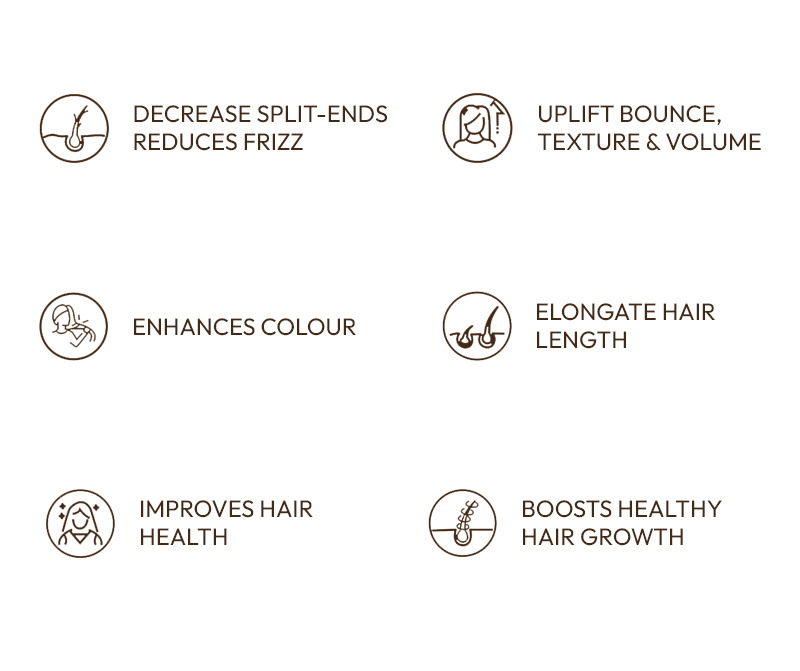 DECREASE SPLIT-ENDS
REDUCES FRIZZ
UPLIFT BOUNCE,
TEXTURE & VOLUME
ENHANCES COLOUR
ELONGATE HAIR
LENGTH
IMPROVES HAIR
HEALTH
BOOSTS HEALTHY
HAIR GROWTH